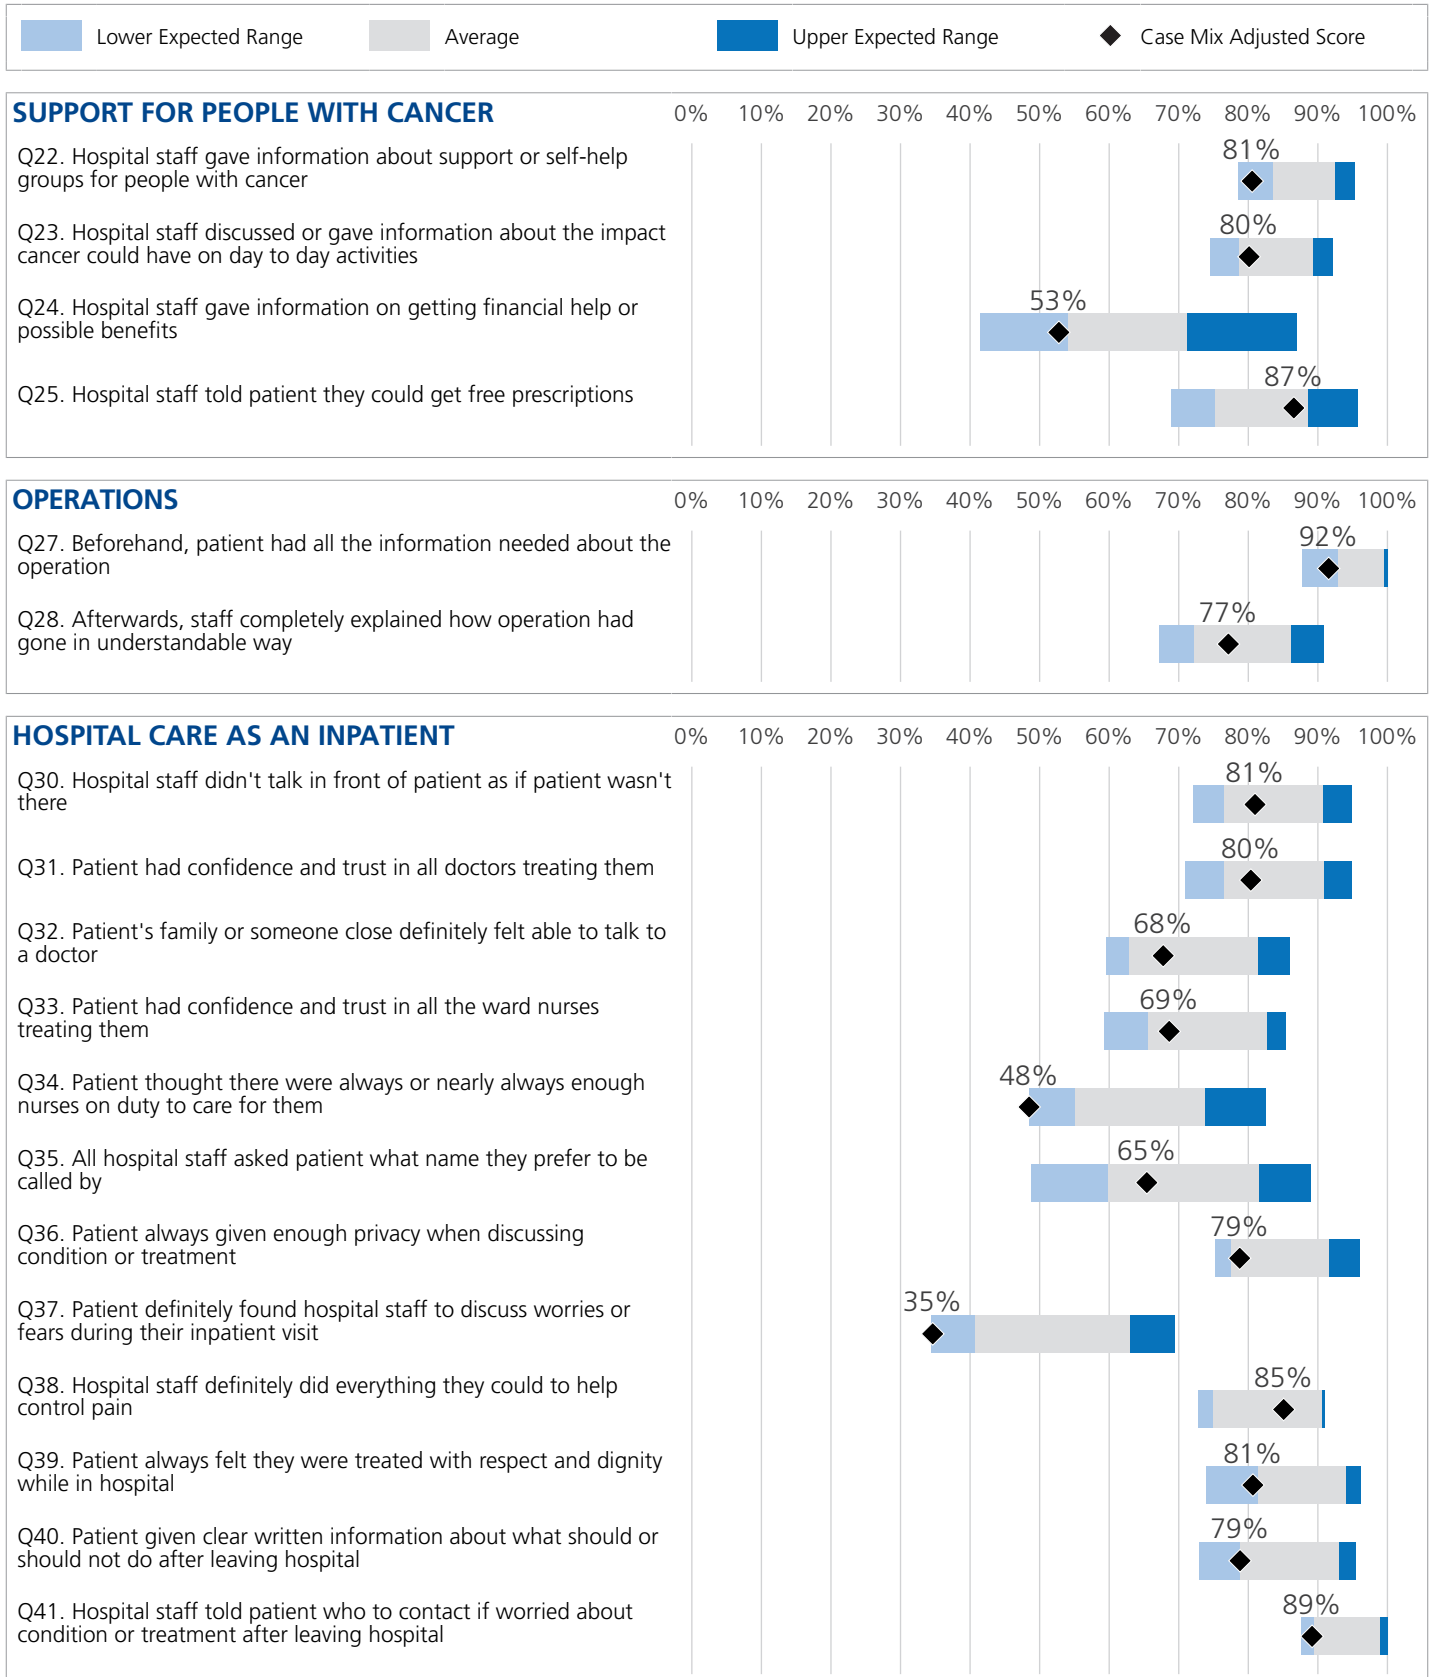 Lower Expected Range Average Upper Expected Range Case Mix Adjusted Score
SUPPORT FOR PEOPLE WITH CANCER 0% 10% 20% 30% 40% 50% 60% 70% 80% 90% 100%
Q22. Hospital staff gave information about support or self-help
groups for people with cancer
81%
Q23. Hospital staff discussed or gave information about the impact
cancer could have on day to day activities
80%
Q24. Hospital staff gave information on getting financial help or
possible benefits
53%
Q25. Hospital staff told patient they could get free prescriptions
87%
OPERATIONS 0% 10% 20% 30% 40% 50% 60% 70% 80% 90% 100%
Q27. Beforehand, patient had all the information needed about the
operation
92%
Q28. Afterwards, staff completely explained how operation had
gone in understandable way
77%
HOSPITAL CARE AS AN INPATIENT 0% 10% 20% 30% 40% 50% 60% 70% 80% 90% 100%
Q30. Hospital staff didn't talk in front of patient as if patient wasn't
there
81%
Q31. Patient had confidence and trust in all doctors treating them
80%
Q32. Patient's family or someone close definitely felt able to talk to
a doctor
68%
Q33. Patient had confidence and trust in all the ward nurses
treating them
69%
Q34. Patient thought there were always or nearly always enough
nurses on duty to care for them
48%
Q35. All hospital staff asked patient what name they prefer to be
called by
65%
Q36. Patient always given enough privacy when discussing
condition or treatment
79%
Q37. Patient definitely found hospital staff to discuss worries or
fears during their inpatient visit
35%
Q38. Hospital staff definitely did everything they could to help
control pain
85%
Q39. Patient always felt they were treated with respect and dignity
while in hospital
81%
Q40. Patient given clear written information about what should or
should not do after leaving hospital
79%
Q41. Hospital staff told patient who to contact if worried about
condition or treatment after leaving hospital
89%